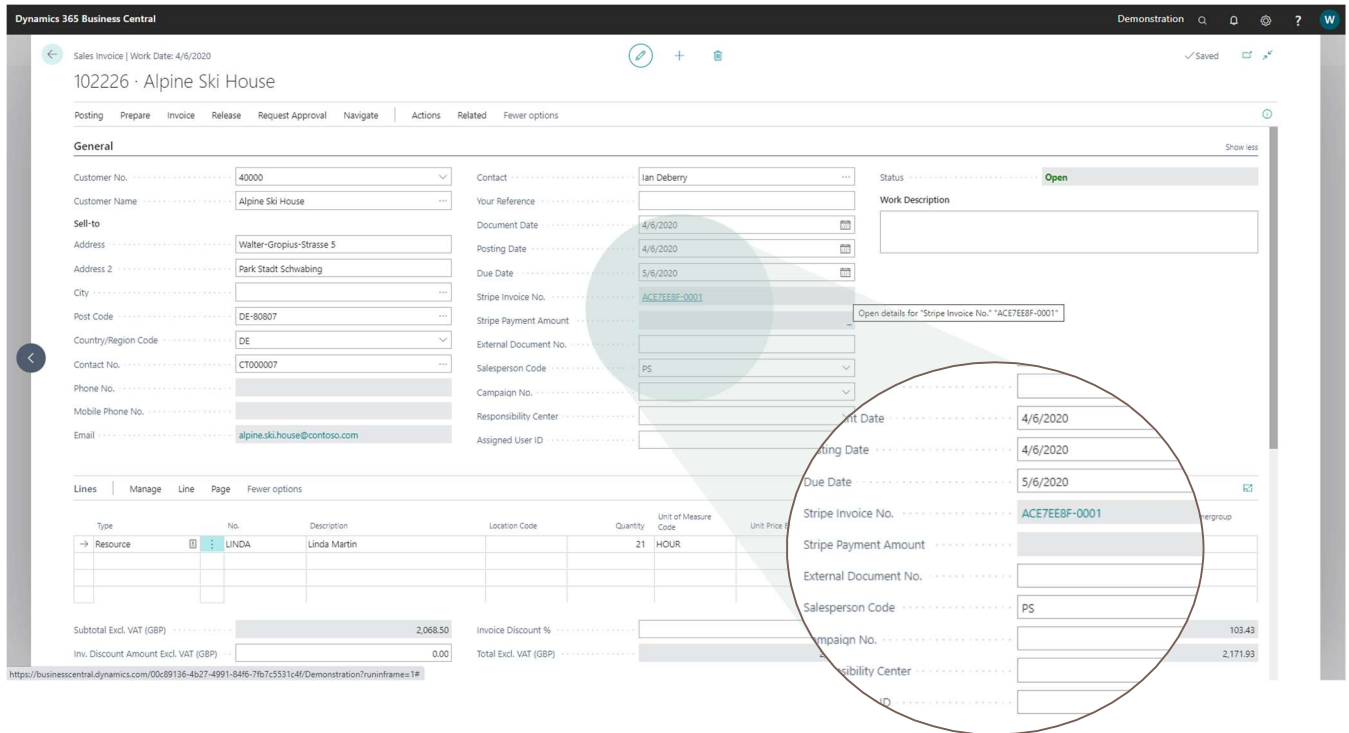 Dynamics 365 Business Central
Demonstration
?
W
Sales Invoice | Work Date: 4/6/2020
Saved
102226 · Alpine Ski House
Posting Prepare Invoice Release Request Approval Navigate Actions Related Fewer options
General
Show less
Customer No. 40000
Customer Name Alpine Ski House
Sell-to
Address Walter-Gropius-Strasse 5
Address 2 Park Stadt Schwabing
City
Post Code DE-80807
Country/Region Code DE
Contact No. CT000007
Phone No.
Mobile Phone No.
Email alpine.ski.house@contoso.com
Contact Ian Deberry
Your Reference
Document Date 4/6/2020
Posting Date 4/6/2020
Due Date 5/6/2020
Stripe Invoice No. ACE7EE8F-0001
Stripe Payment Amount
External Document No.
Salesperson Code PS
Campaign No.
Responsibility Center
Assigned User ID
Status Open
Work Description
Open details for "Stripe Invoice No." "ACE7EE8F-0001"
Lines Manage Line Page Fewer options
Type No. Description Location Code Quantity Unit of Measure Code Unit Price E
Resource LINDA Linda Martin 21 HOUR
Subtotal Excl. VAT (GBP) 2,068.50
Inv. Discount Amount Excl. VAT (GBP) 0.00
Invoice Discount %
Total Excl. VAT (GBP)
103.43
2,171.93
https://businesscentral.dynamics.com/00c89136-4b27-4991-84f6-7fb7c5531c4f/Demonstration?runinframe=1#
nt Date 4/6/2020
sting Date 4/6/2020
Due Date 5/6/2020
Stripe Invoice No. ACE7EE8F-0001
Stripe Payment Amount
External Document No.
Salesperson Code PS
mpaign No.
sibility Center
ID